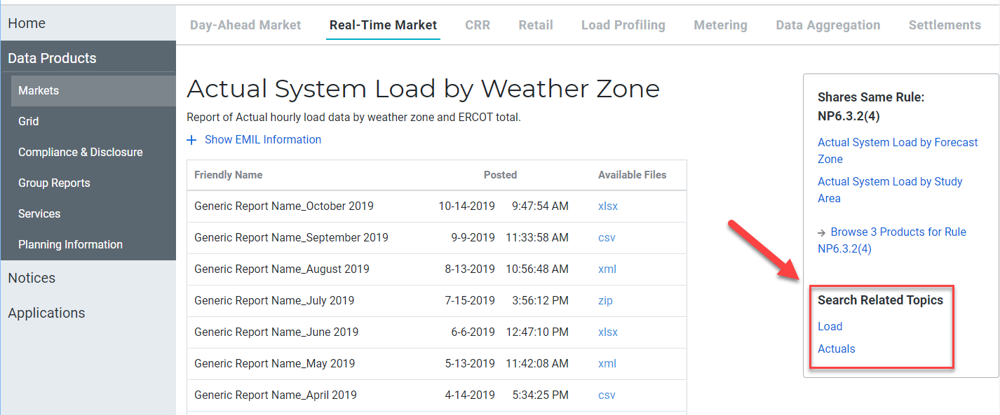 Home
Data Products
Markets
Grid
Compliance & Disclosure
Group Reports
Services
Planning Information
Notices
Applications
Day-Ahead Market Real-Time Market CRR Retail Load Profiling Metering Data Aggregation Settlements
Actual System Load by Weather Zone
Report of Actual hourly load data by weather zone and ERCOT total.
+ Show EMIL Information
Friendly Name Posted Available Files
Generic Report Name_October 2019 10-14-2019 9:47:54 AM xlsx
Generic Report Name_September 2019 9-9-2019 11:33:58 AM csv
Generic Report Name_August 2019 8-13-2019 10:56:48 AM xml
Generic Report Name_July 2019 7-15-2019 3:56:12 PM zip
Generic Report Name_June 2019 6-6-2019 12:47:10 PM xlsx
Generic Report Name_May 2019 5-13-2019 11:42:08 AM xml
Generic Report Name_April 2019 4-14-2019 5:34:25 PM csv
Shares Same Rule:
NP6.3.2(4)
Actual System Load by Forecast
Zone
Actual System Load by Study
Area
→ Browse 3 Products for Rule
NP6.3.2(4)
Search Related Topics
Load
Actuals